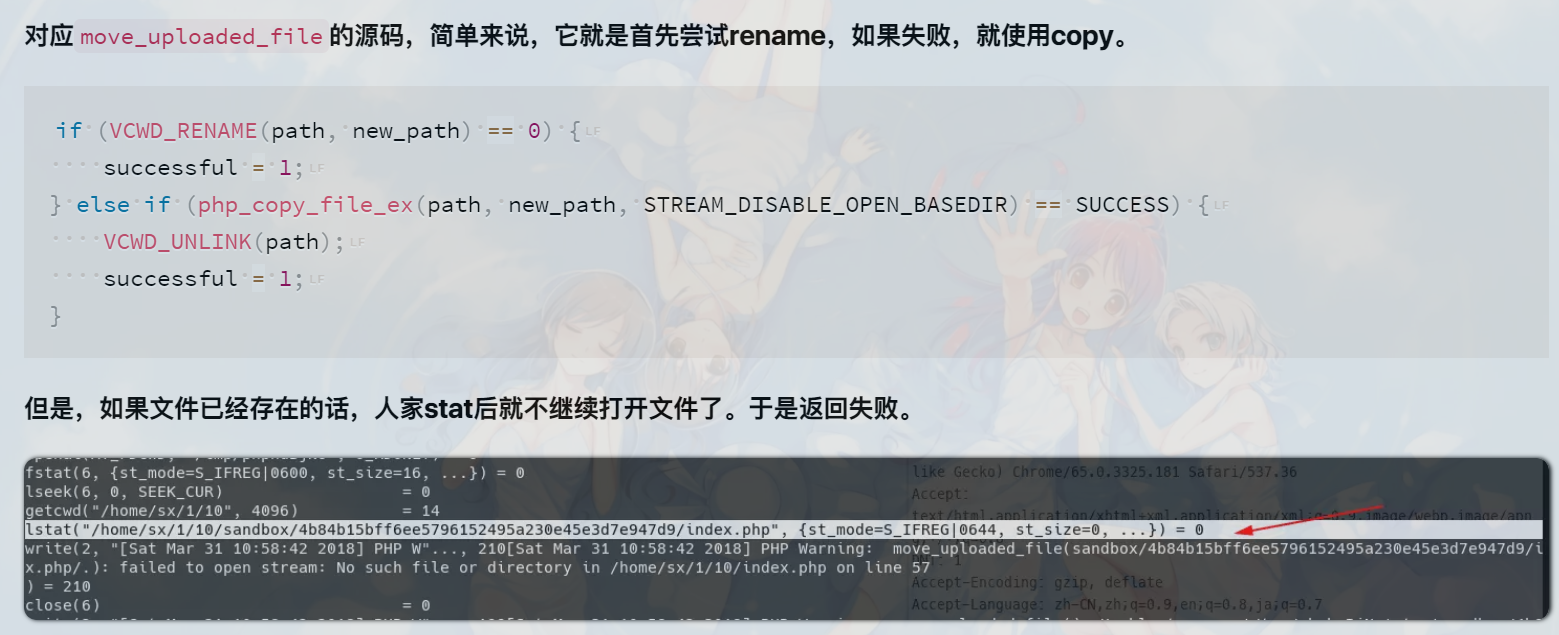 对应 move_uploaded_file 的源码，简单来说，它就是首先尝试rename，如果失败，就使用copy。
if (VCWD_RENAME(path, new_path) == 0) {
successful = 1;
} else if (php_copy_file_ex(path, new_path, STREAM_DISABLE_OPEN_BASEDIR) == SUCCESS) {
VCWD_UNLINK(path);
successful = 1;
}
但是，如果文件已经存在的话，人家stat后就不继续打开文件了。于是返回失败。
fstat(6, {st_mode=S_IFREG|0600, st_size=16, ...}) = 0
like Gecko) Chrome/65.0.3325.181 Safari/537.36
lseek(6, 0, SEEK_CUR) = 0
Accept:
getcwd("/home/sx/1/10", 4096) = 14
text/html,application/xhtml+xml,application/xml;q=0.9,image/webp,image/apn
lstat("/home/sx/1/10/sandbox/4b84b15bff6ee5796152495a230e45e3d7e947d9/index.php", {st_mode=S_IFREG|0644, st_size=0, ...}) = 0
write(2, "[Sat Mar 31 10:58:42 2018] PHP W"..., 210[Sat Mar 31 10:58:42 2018] PHP Warning:  move_uploaded_file(sandbox/4b84b15bff6ee5796152495a230e45e3d7e947d9/i
x.php/.): failed to open stream: No such file or directory in /home/sx/1/10/index.php on line 57
1
) = 210
Accept-Encoding: gzip, deflate
close(6) = 0
Accept-Language: zh-CN,zh;q=0.9,en;q=0.8,ja;q=0.7